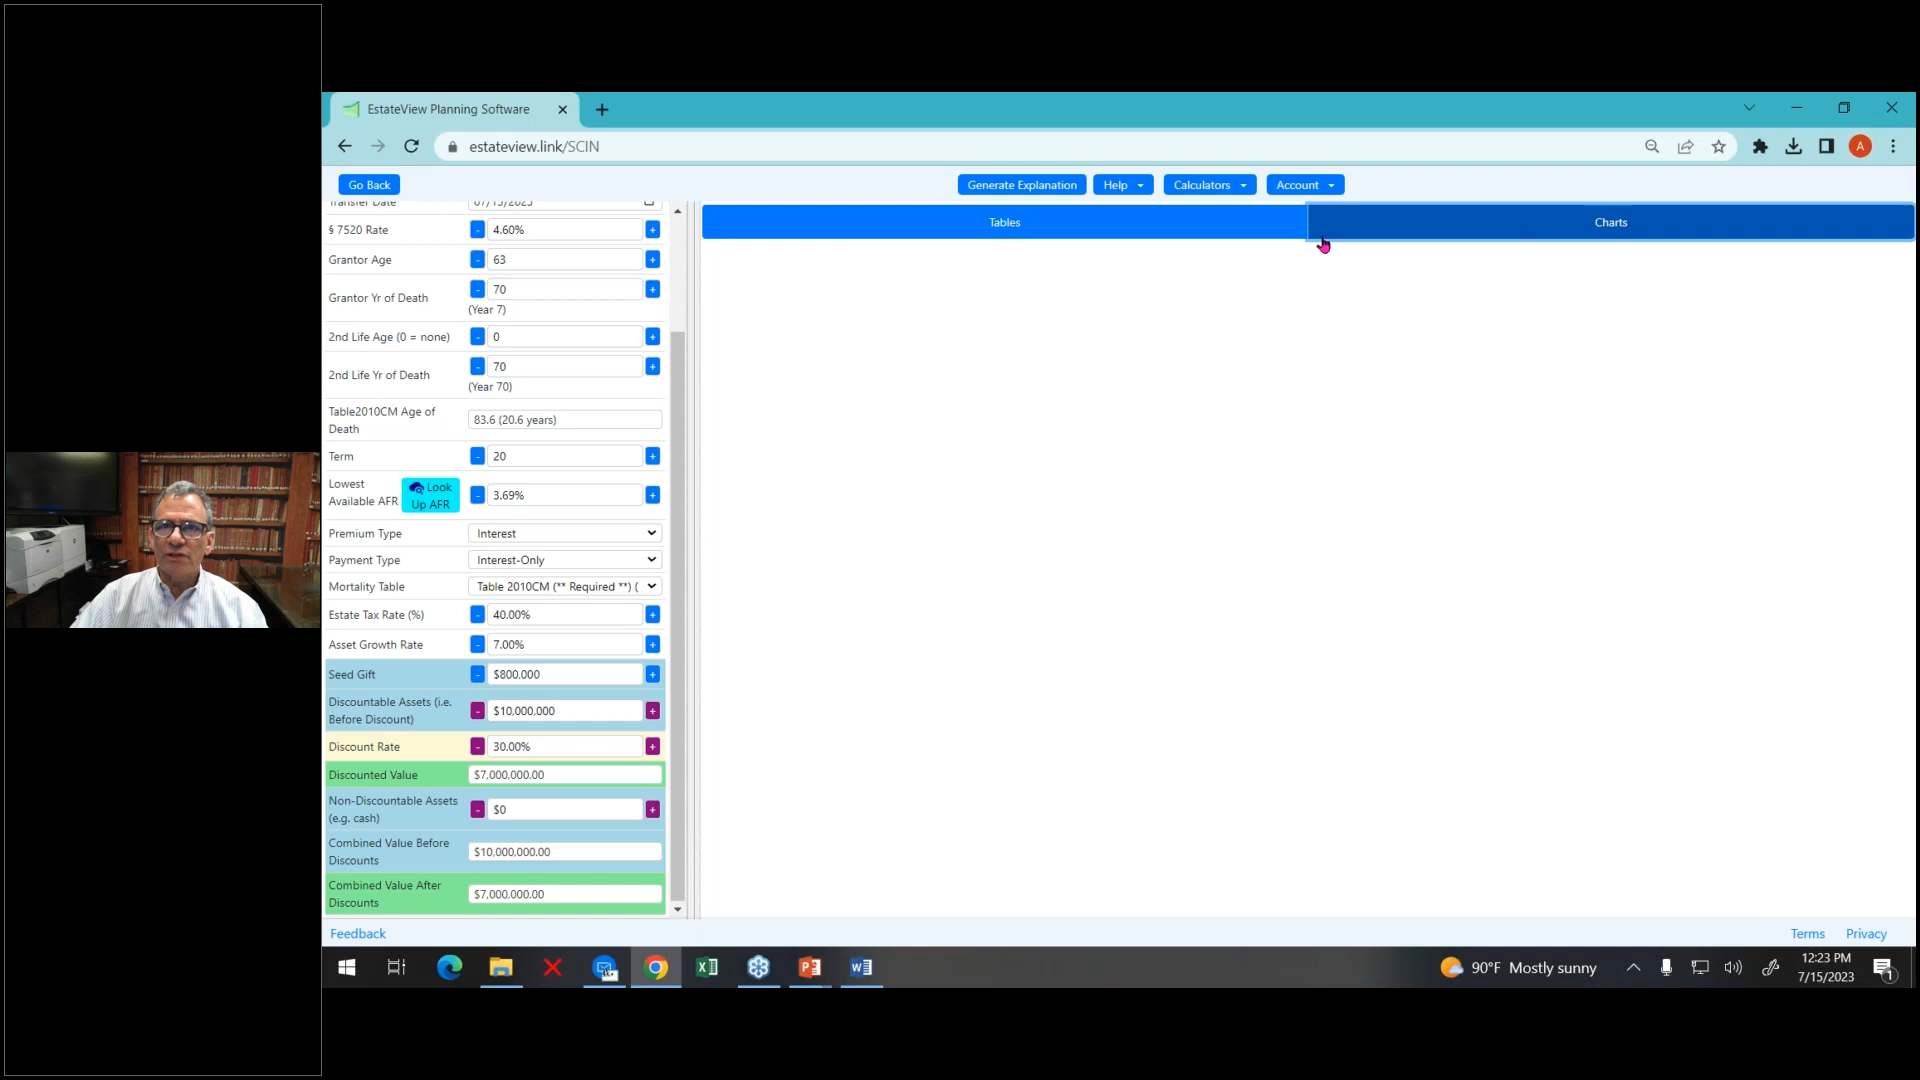 EstateView Planning Software
estateview.link/SCIN
A
Go Back
Generate Explanation
Help
Calculators
Account
Transfer Date 07/15/2023
Tables
Charts
§ 7520 Rate - 4.60% +
Grantor Age - 63 +
Grantor Yr of Death - 70 +
(Year 7)
2nd Life Age (0 = none) - 0 +
2nd Life Yr of Death - 70 +
(Year 70)
Table2010CM Age of
Death
83.6 (20.6 years)
Term - 20 +
Lowest
Available AFR
Look
Up AFR
- 3.69% +
Premium Type Interest
Payment Type Interest-Only
Mortality Table Table 2010CM (** Required **) (
Estate Tax Rate (%) - 40.00% +
Asset Growth Rate - 7.00% +
Seed Gift - $800,000 +
Discountable Assets (i.e.
Before Discount)
- $10,000,000 +
Discount Rate - 30.00% +
Discounted Value $7,000,000.00
Non-Discountable Assets
(e.g. cash)
- $0 +
Combined Value Before
Discounts
$10,000,000.00
Combined Value After
Discounts
$7,000,000.00
Feedback
Terms
Privacy
90°F Mostly sunny
12:23 PM
7/15/2023
1